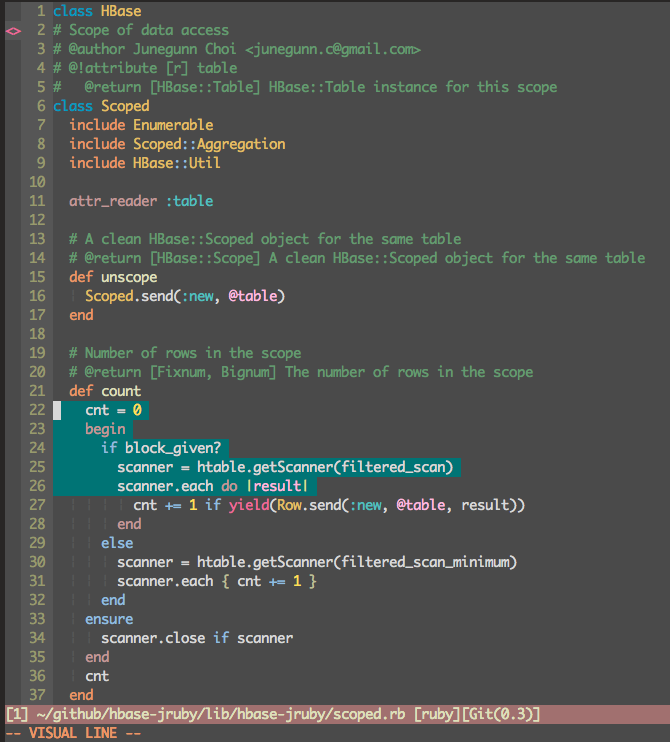 1 class HBase
<> 2 # Scope of data access
3 # @author Junegunn Choi <junegunn.c@gmail.com>
4 # @!attribute [r] table
5 #   @return [HBase::Table] HBase::Table instance for this scope
6 class Scoped
7   include Enumerable
8   include Scoped::Aggregation
9   include HBase::Util
10
11   attr_reader :table
12
13   # A clean HBase::Scoped object for the same table
14   # @return [HBase::Scope] A clean HBase::Scoped object for the same table
15   def unscope
16   ¦ Scoped.send(:new, @table)
17   end
18
19   # Number of rows in the scope
20   # @return [Fixnum, Bignum] The number of rows in the scope
21   def count
22     cnt = 0
23     begin
24       if block_given?
25         scanner = htable.getScanner(filtered_scan)
26         scanner.each do |result|
27   ¦ ¦ ¦ ¦ cnt += 1 if yield(Row.send(:new, @table, result))
28   ¦ ¦ ¦ end
29   ¦ ¦ else
30   ¦ ¦ ¦ scanner = htable.getScanner(filtered_scan_minimum)
31   ¦ ¦ ¦ scanner.each { cnt += 1 }
32   ¦ ¦ end
33   ¦ ensure
34   ¦ ¦ scanner.close if scanner
35   ¦ end
36   ¦ cnt
37   end
[1] ~/github/hbase-jruby/lib/hbase-jruby/scoped.rb [ruby][Git(0.3)]
-- VISUAL LINE --